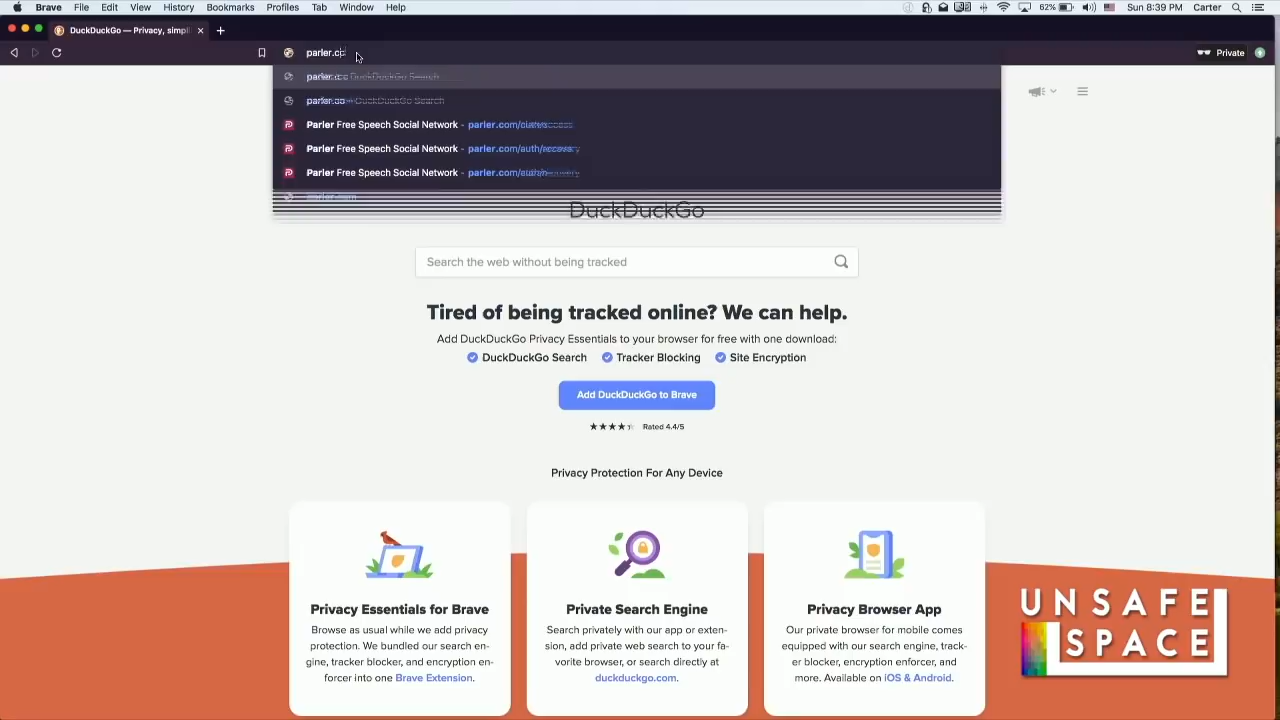 Brave File Edit View History Bookmarks Profiles Tab Window Help 62% Sun 8:39 PM Carter
DuckDuckGo — Privacy, simpli
Private
DuckDuckGo Search
DuckDuckGo Search
Parler Free Speech Social Network -
Parler Free Speech Social Network -
Parler Free Speech Social Network -
DuckDuckGo
Search the web without being tracked
Tired of being tracked online? We can help.
Add DuckDuckGo Privacy Essentials to your browser for free with one download:
DuckDuckGo Search Tracker Blocking Site Encryption
Add DuckDuckGo to Brave
Rated 4.4/5
Privacy Protection For Any Device
Privacy Essentials for Brave
Browse as usual while we add privacy
protection. We bundled our search en-
gine, tracker blocker, and encryption en-
forcer into one Brave Extension.
Private Search Engine
Search privately with our app or exten-
sion, add private web search to your fa-
vorite browser, or search directly at
duckduckgo.com.
Privacy Browser App
Our private browser for mobile comes
equipped with our search engine, track-
er blocker, encryption enforcer, and
more. Available on iOS & Android.
UNSAFE
SPACE